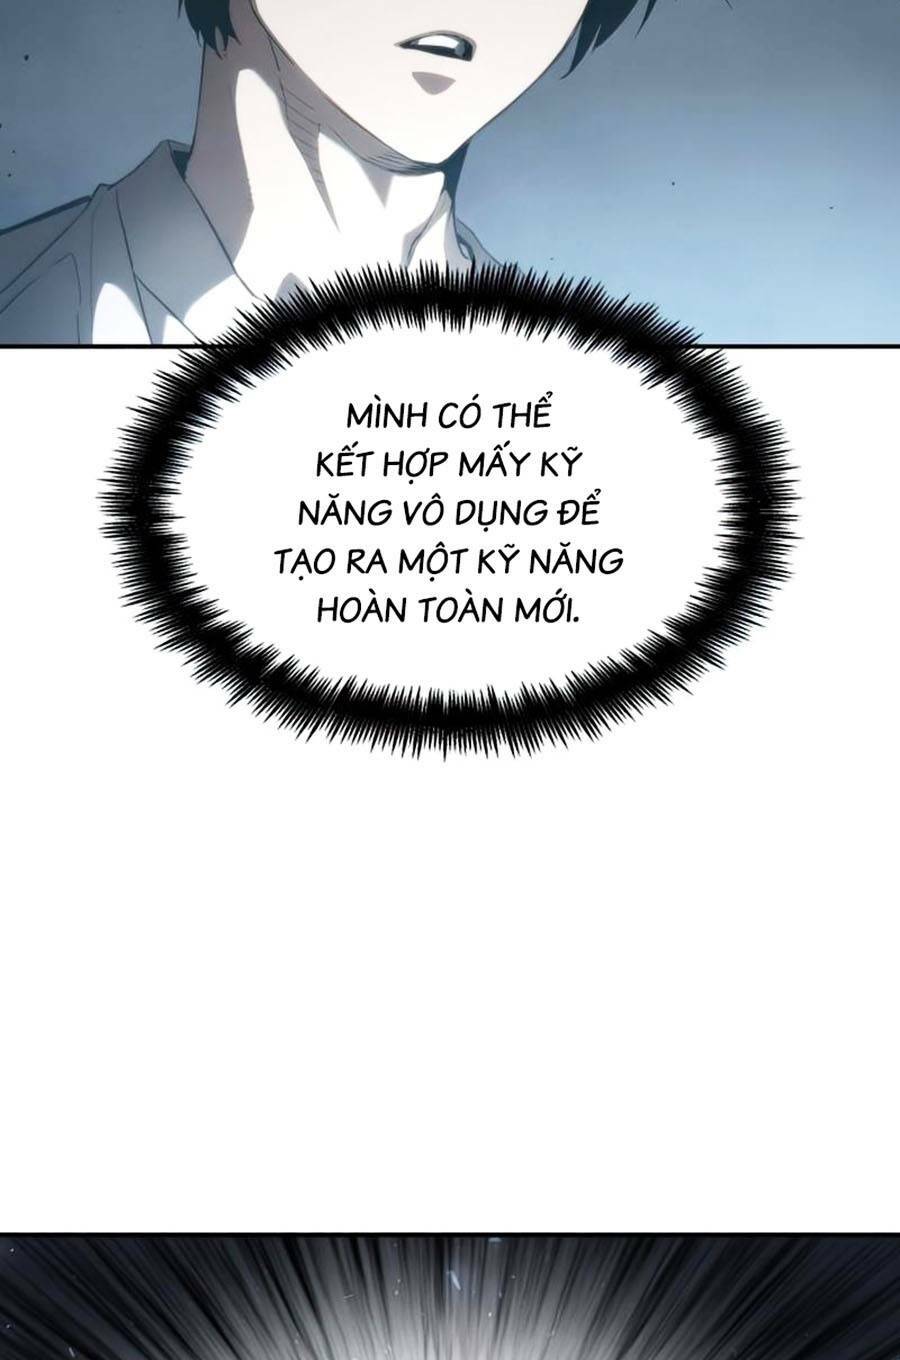 MÌNH CÓ THỂ
KẾT HỢP MẤY KỸ
NĂNG VÔ DỤNG ĐỂ
TẠO RA MỘT KỸ NĂNG
HOÀN TOÀN MỚI.